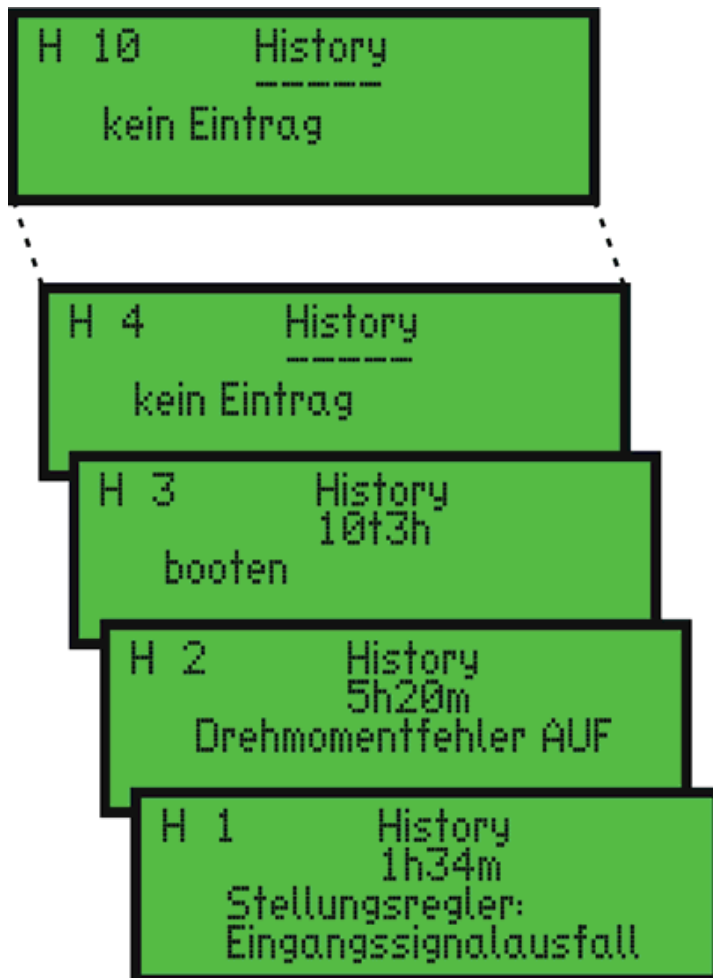 H 10 History
-----
kein Eintrag
H 4 History
-----
kein Eintrag
H 3 History
10t3h
booten
H 2 History
5h20m
Drehmomentfehler AUF
H 1 History
1h34m
Stellungsregler:
Eingangssignalausfall